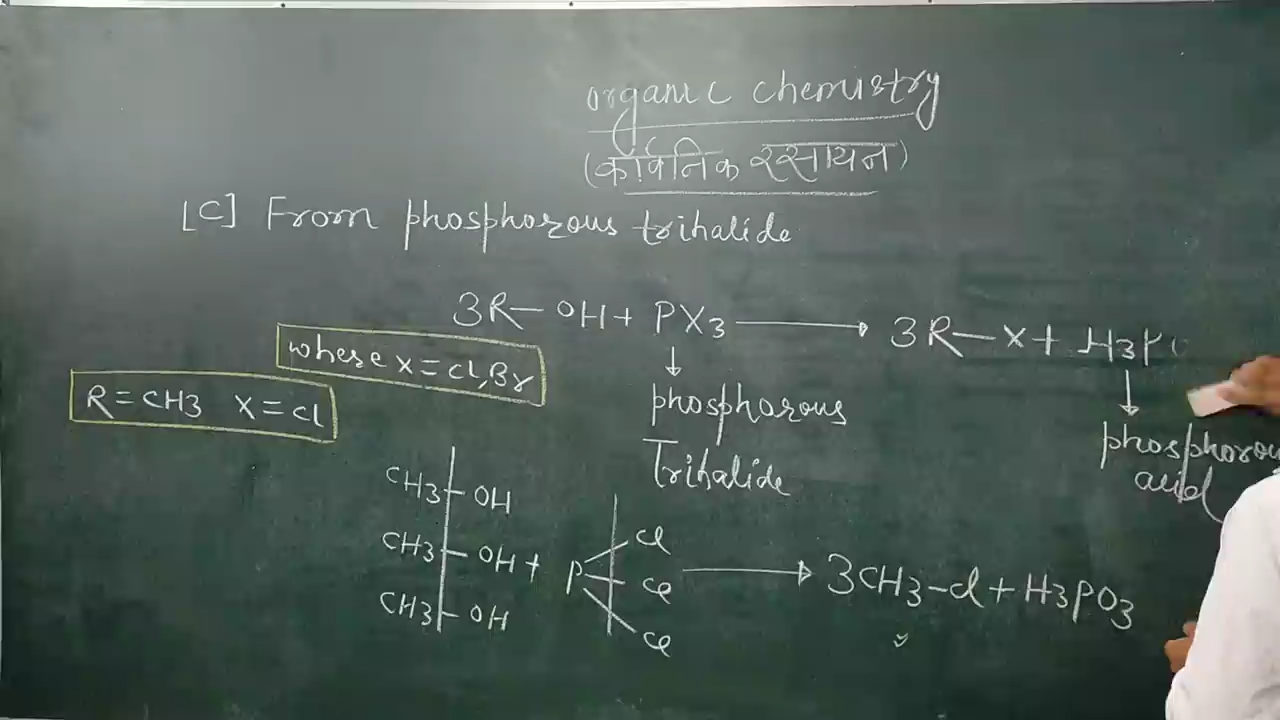 organic chemistry
(कार्बनिक रसायन)
[C] From phosphorous trihalide
3R-OH + PX3 → 3R-X + H3P
where X = Cl, Br
R = CH3 X = Cl
↓
phosphorous
Trihalide
↓
phosphorou
acid
CH3-OH
CH3-OH + P-Cl → 3CH3-Cl + H3PO3
CH3-OH
Cl
Cl